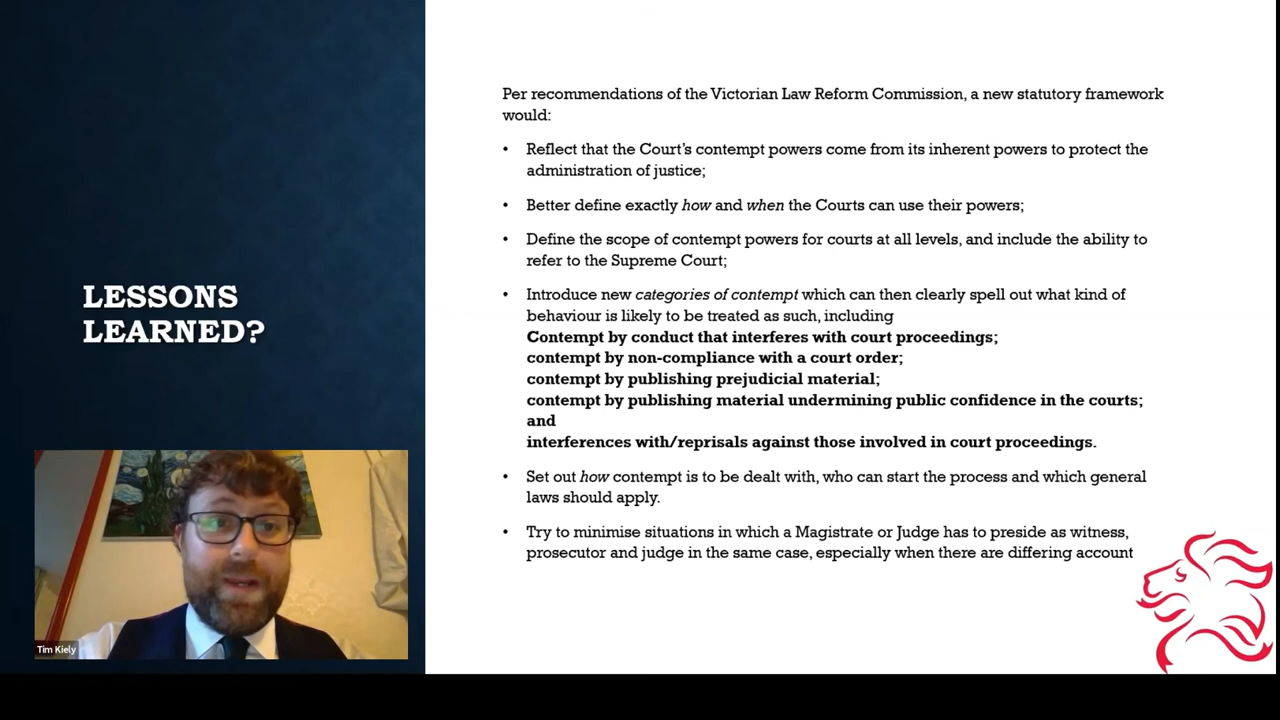 LESSONS
LEARNED?
Per recommendations of the Victorian Law Reform Commission, a new statutory framework
would:
• Reflect that the Court's contempt powers come from its inherent powers to protect the
administration of justice;
• Better define exactly how and when the Courts can use their powers;
• Define the scope of contempt powers for courts at all levels, and include the ability to
refer to the Supreme Court;
• Introduce new categories of contempt which can then clearly spell out what kind of
behaviour is likely to be treated as such, including
Contempt by conduct that interferes with court proceedings;
contempt by non-compliance with a court order;
contempt by publishing prejudicial material;
contempt by publishing material undermining public confidence in the courts;
and
interferences with/reprisals against those involved in court proceedings.
• Set out how contempt is to be dealt with, who can start the process and which general
laws should apply.
• Try to minimise situations in which a Magistrate or Judge has to preside as witness,
prosecutor and judge in the same case, especially when there are differing account
Tim Kiely